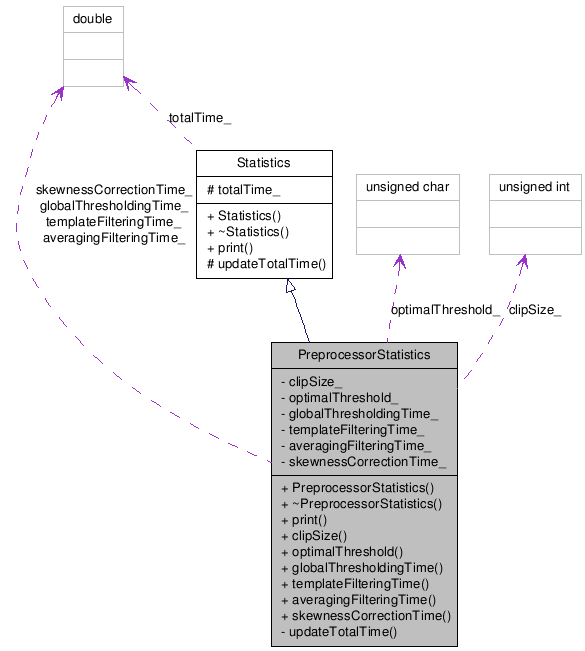 double
totalTime_
Statistics
# totalTime_
+ Statistics()
+ ~Statistics()
+ print()
# updateTotalTime()
unsigned char
unsigned int
skewnessCorrectionTime_
globalThresholdingTime_
templateFilteringTime_
averagingFilteringTime_
optimalThreshold_
clipSize_
PreprocessorStatistics
- clipSize_
- optimalThreshold_
- globalThresholdingTime_
- templateFilteringTime_
- averagingFilteringTime_
- skewnessCorrectionTime_
+ PreprocessorStatistics()
+ ~PreprocessorStatistics()
+ print()
+ clipSize()
+ optimalThreshold()
+ globalThresholdingTime()
+ templateFilteringTime()
+ averagingFilteringTime()
+ skewnessCorrectionTime()
- updateTotalTime()